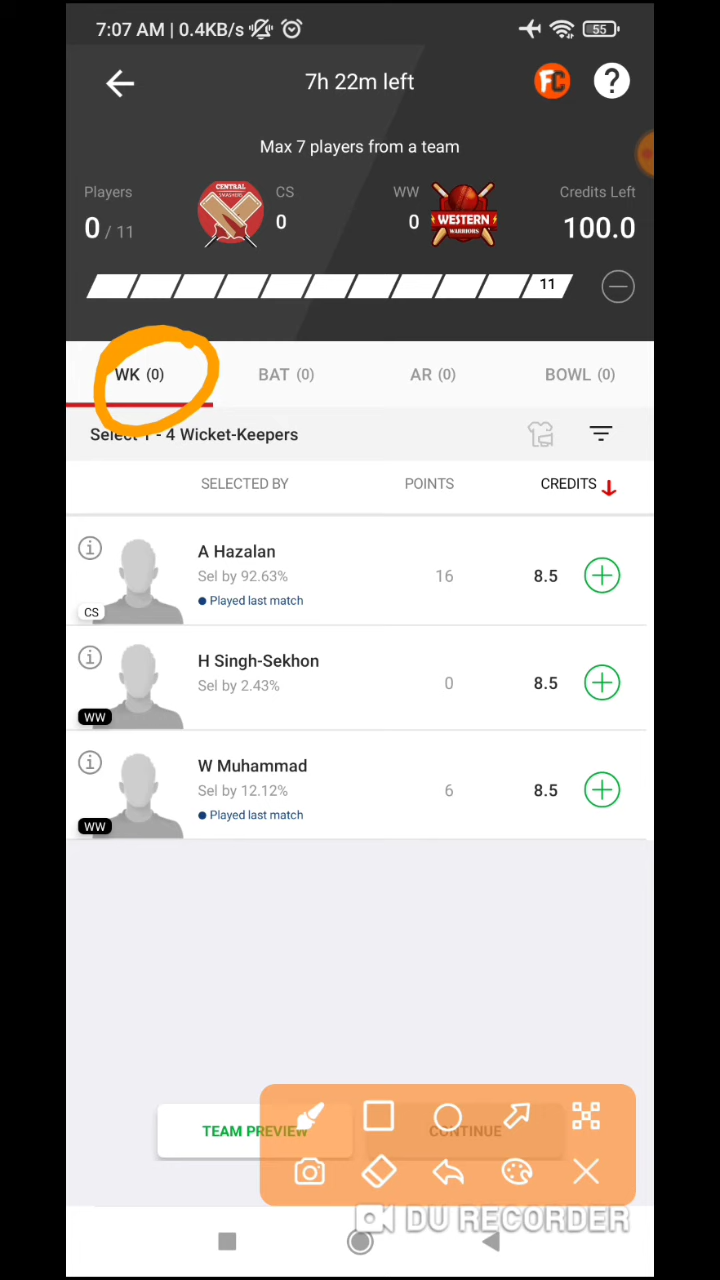 7:07 AM | 0.4KB/s 55
7h 22m left FC ?
Max 7 players from a team
Players CS WW Credits Left
0 / 11 0 0 100.0
CENTRAL SMASHERS
WESTERN WARRIORS
11
WK (0) BAT (0) AR (0) BOWL (0)
Select 1 - 4 Wicket-Keepers
SELECTED BY POINTS CREDITS
A Hazalan
Sel by 92.63% 16 8.5
Played last match
CS
H Singh-Sekhon
Sel by 2.43% 0 8.5
WW
W Muhammad
Sel by 12.12% 6 8.5
Played last match
WW
TEAM PREVIEW CONTINUE
DU RECORDER